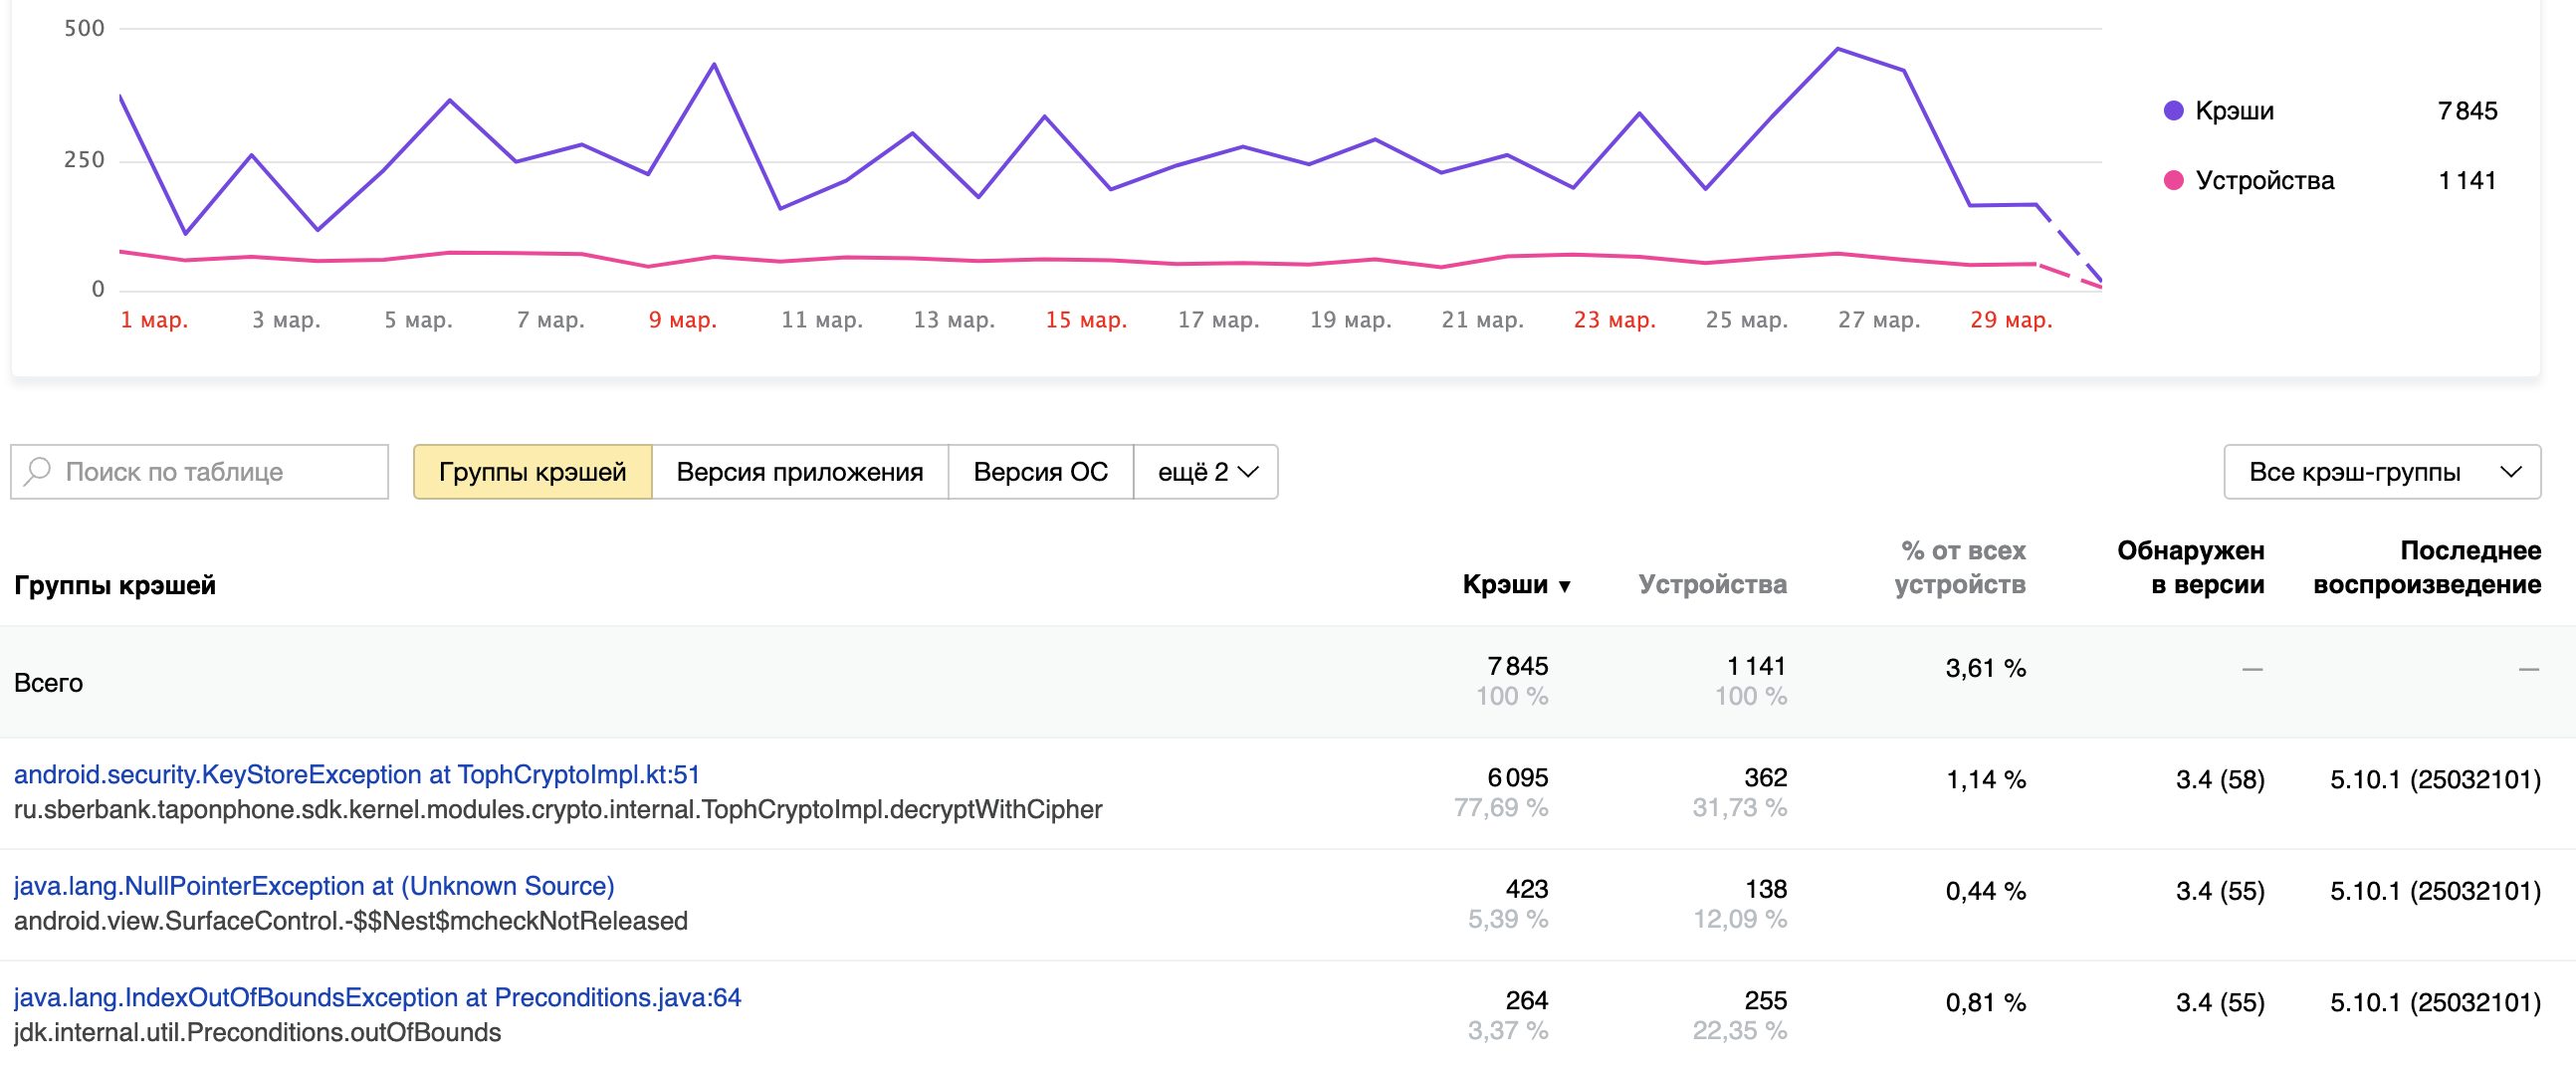 500
250
0
Крэши 7 845
Устройства 1 141
1 мар. 3 мар. 5 мар. 7 мар. 9 мар. 11 мар. 13 мар. 15 мар. 17 мар. 19 мар. 21 мар. 23 мар. 25 мар. 27 мар. 29 мар.
Поиск по таблице Группы крэшей Версия приложения Версия ОС ещё 2 Все крэш-группы
Группы крэшей Крэши ▼ Устройства % от всех устройств Обнаружен в версии Последнее воспроизведение
Всего 7 845 1 141 3,61 % — —
100 % 100 %
android.security.KeyStoreException at TophCryptoImpl.kt:51 6 095 362 1,14 % 3.4 (58) 5.10.1 (25032101)
ru.sberbank.taponphone.sdk.kernel.modules.crypto.internal.TophCryptoImpl.decryptWithCipher 77,69 % 31,73 %
java.lang.NullPointerException at (Unknown Source) 423 138 0,44 % 3.4 (55) 5.10.1 (25032101)
android.view.SurfaceControl.-$$Nest$mcheckNotReleased 5,39 % 12,09 %
java.lang.IndexOutOfBoundsException at Preconditions.java:64 264 255 0,81 % 3.4 (55) 5.10.1 (25032101)
jdk.internal.util.Preconditions.outOfBounds 3,37 % 22,35 %